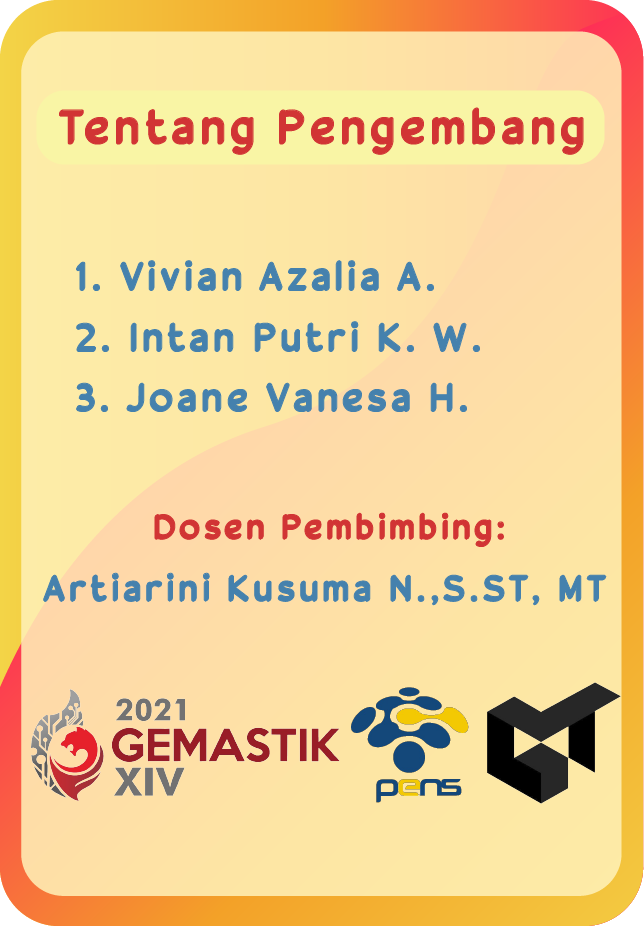 Tentang Pengembang
1. Vivian Azalia A.
2. Intan Putri K. W.
3. Joane Vanesa H.
Dosen Pembimbing:
Artiarini Kusuma N.,S.ST, MT
2021
GEMASTIK
XIV
pens